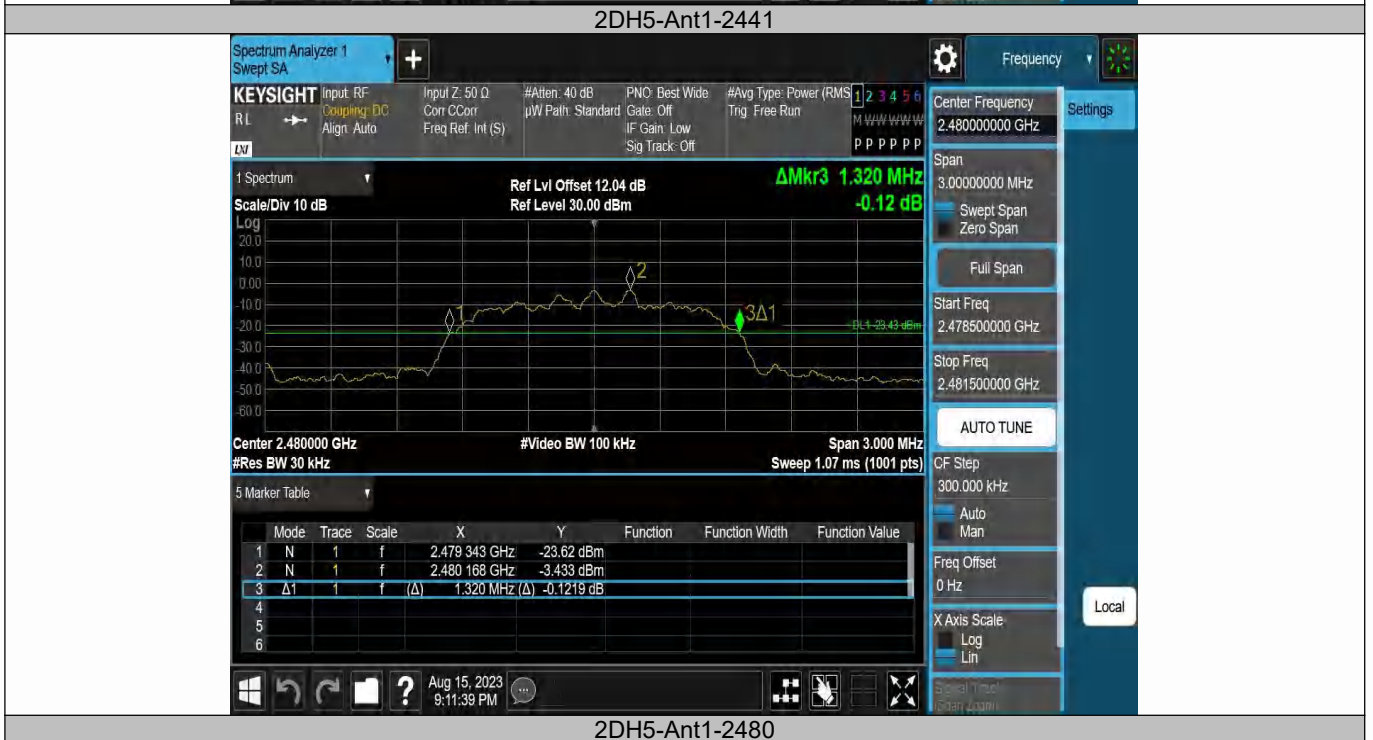 2DH5-Ant1-2441
Spectrum Analyzer 1
Swept SA
+
Frequency
KEYSIGHT
RL
LXI
Input: RF
Coupling: DC
Align: Auto
Input Z: 50 Ω
Corr CCorr
Freq Ref: Int (S)
#Atten: 40 dB
µW Path: Standard
PNO: Best Wide
Gate: Off
IF Gain: Low
Sig Track: Off
#Avg Type: Power (RMS
Trig: Free Run
1 2 3 4 5 6
M W W W W W
P P P P P P
Center Frequency
2.480000000 GHz
Settings
1 Spectrum
Scale/Div 10 dB
Ref Lvl Offset 12.04 dB
Ref Level 30.00 dBm
ΔMkr3 1.320 MHz
-0.12 dB
Span
3.00000000 MHz
Swept Span
Zero Span
Full Span
Start Freq
2.478500000 GHz
Stop Freq
2.481500000 GHz
AUTO TUNE
CF Step
300.000 kHz
Auto
Man
Freq Offset
0 Hz
X Axis Scale
Log
Lin
Local
Log
20.0
10.0
0.00
-10.0
-20.0
-30.0
-40.0
-50.0
-60.0
1
2
3Δ1
DL1 -23.43 dBm
Center 2.480000 GHz
#Video BW 100 kHz
Span 3.000 MHz
#Res BW 30 kHz
Sweep 1.07 ms (1001 pts)
5 Marker Table
Mode Trace Scale X Y Function Function Width Function Value
1 N 1 f 2.479 343 GHz -23.62 dBm
2 N 1 f 2.480 168 GHz -3.433 dBm
3 Δ1 1 f (Δ) 1.320 MHz (Δ) -0.1219 dB
4
5
6
?
Aug 15, 2023
9:11:39 PM
2DH5-Ant1-2480